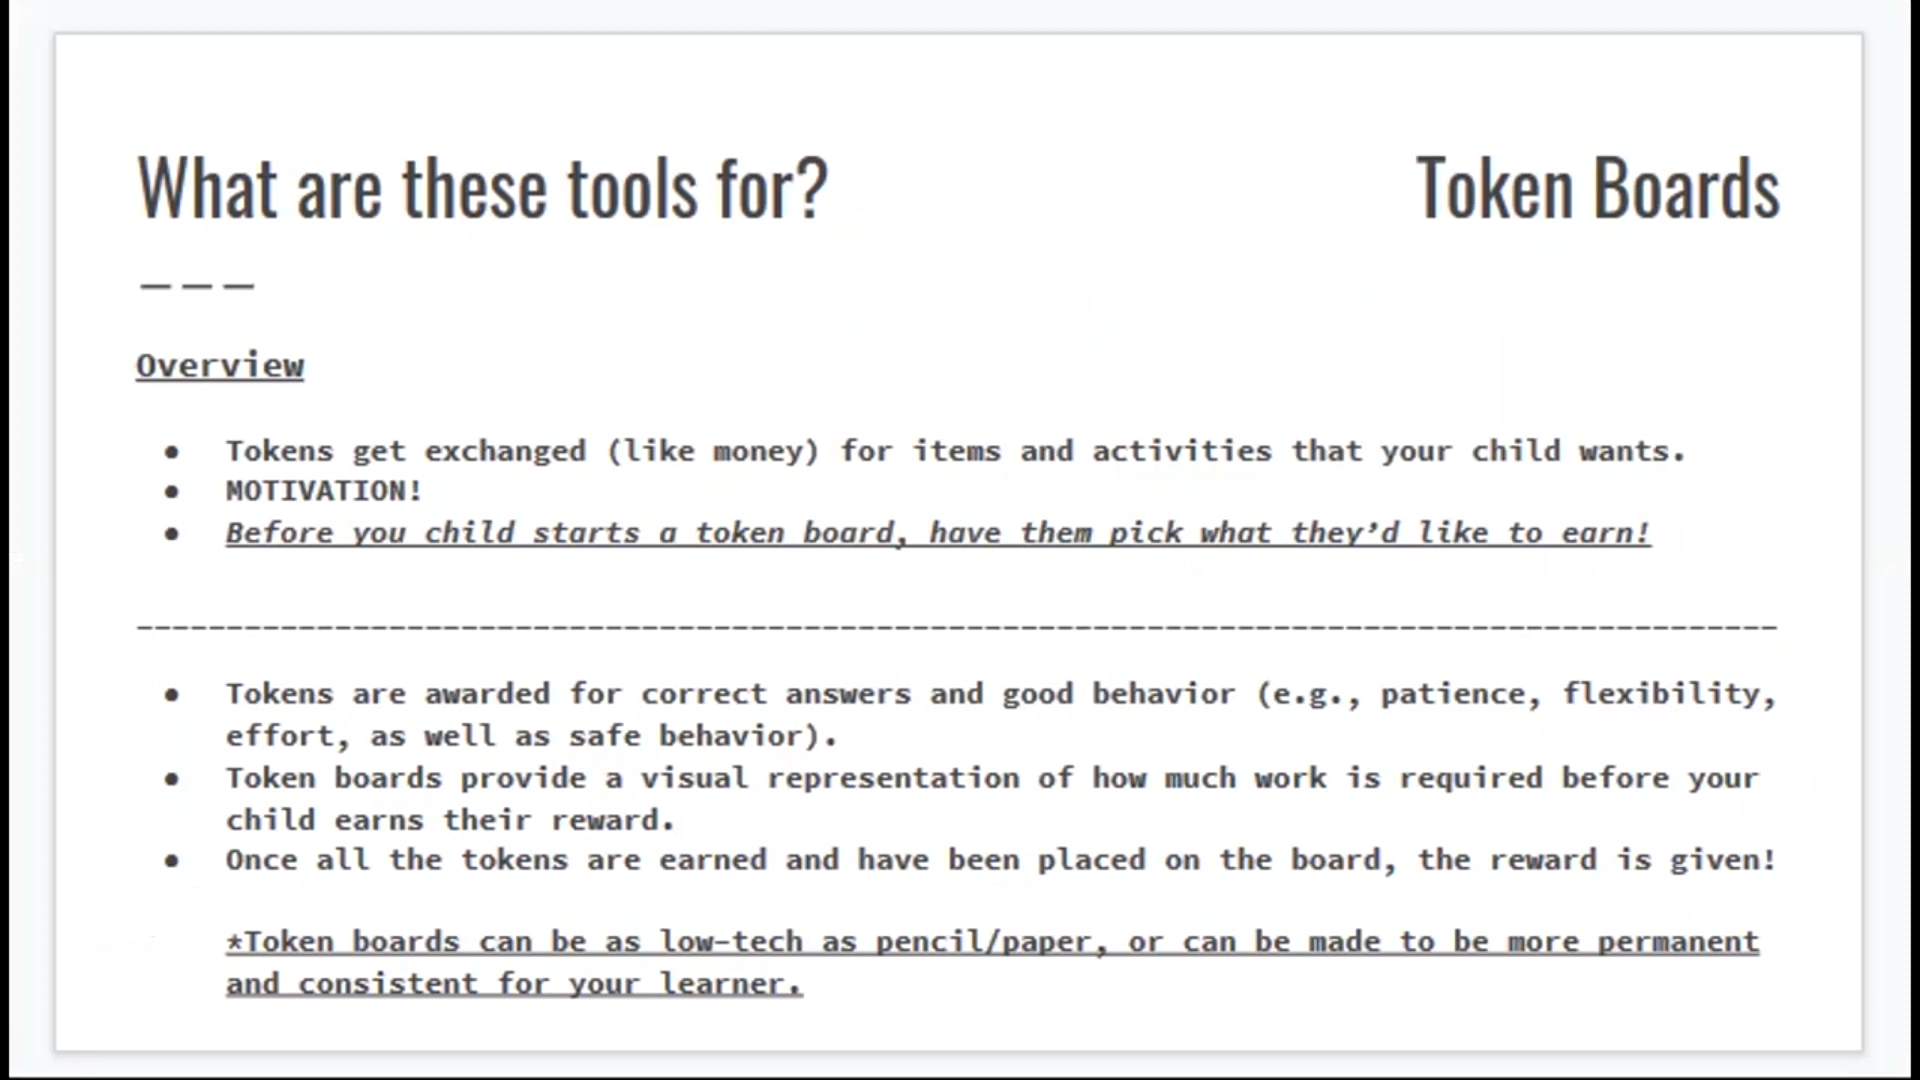 What are these tools for? Token Boards
———
Overview
● Tokens get exchanged (like money) for items and activities that your child wants.
● MOTIVATION!
● Before you child starts a token board, have them pick what they’d like to earn!
-------------------------------------------------------------------------------------------
● Tokens are awarded for correct answers and good behavior (e.g., patience, flexibility,
effort, as well as safe behavior).
● Token boards provide a visual representation of how much work is required before your
child earns their reward.
● Once all the tokens are earned and have been placed on the board, the reward is given!
*Token boards can be as low-tech as pencil/paper, or can be made to be more permanent
and consistent for your learner.